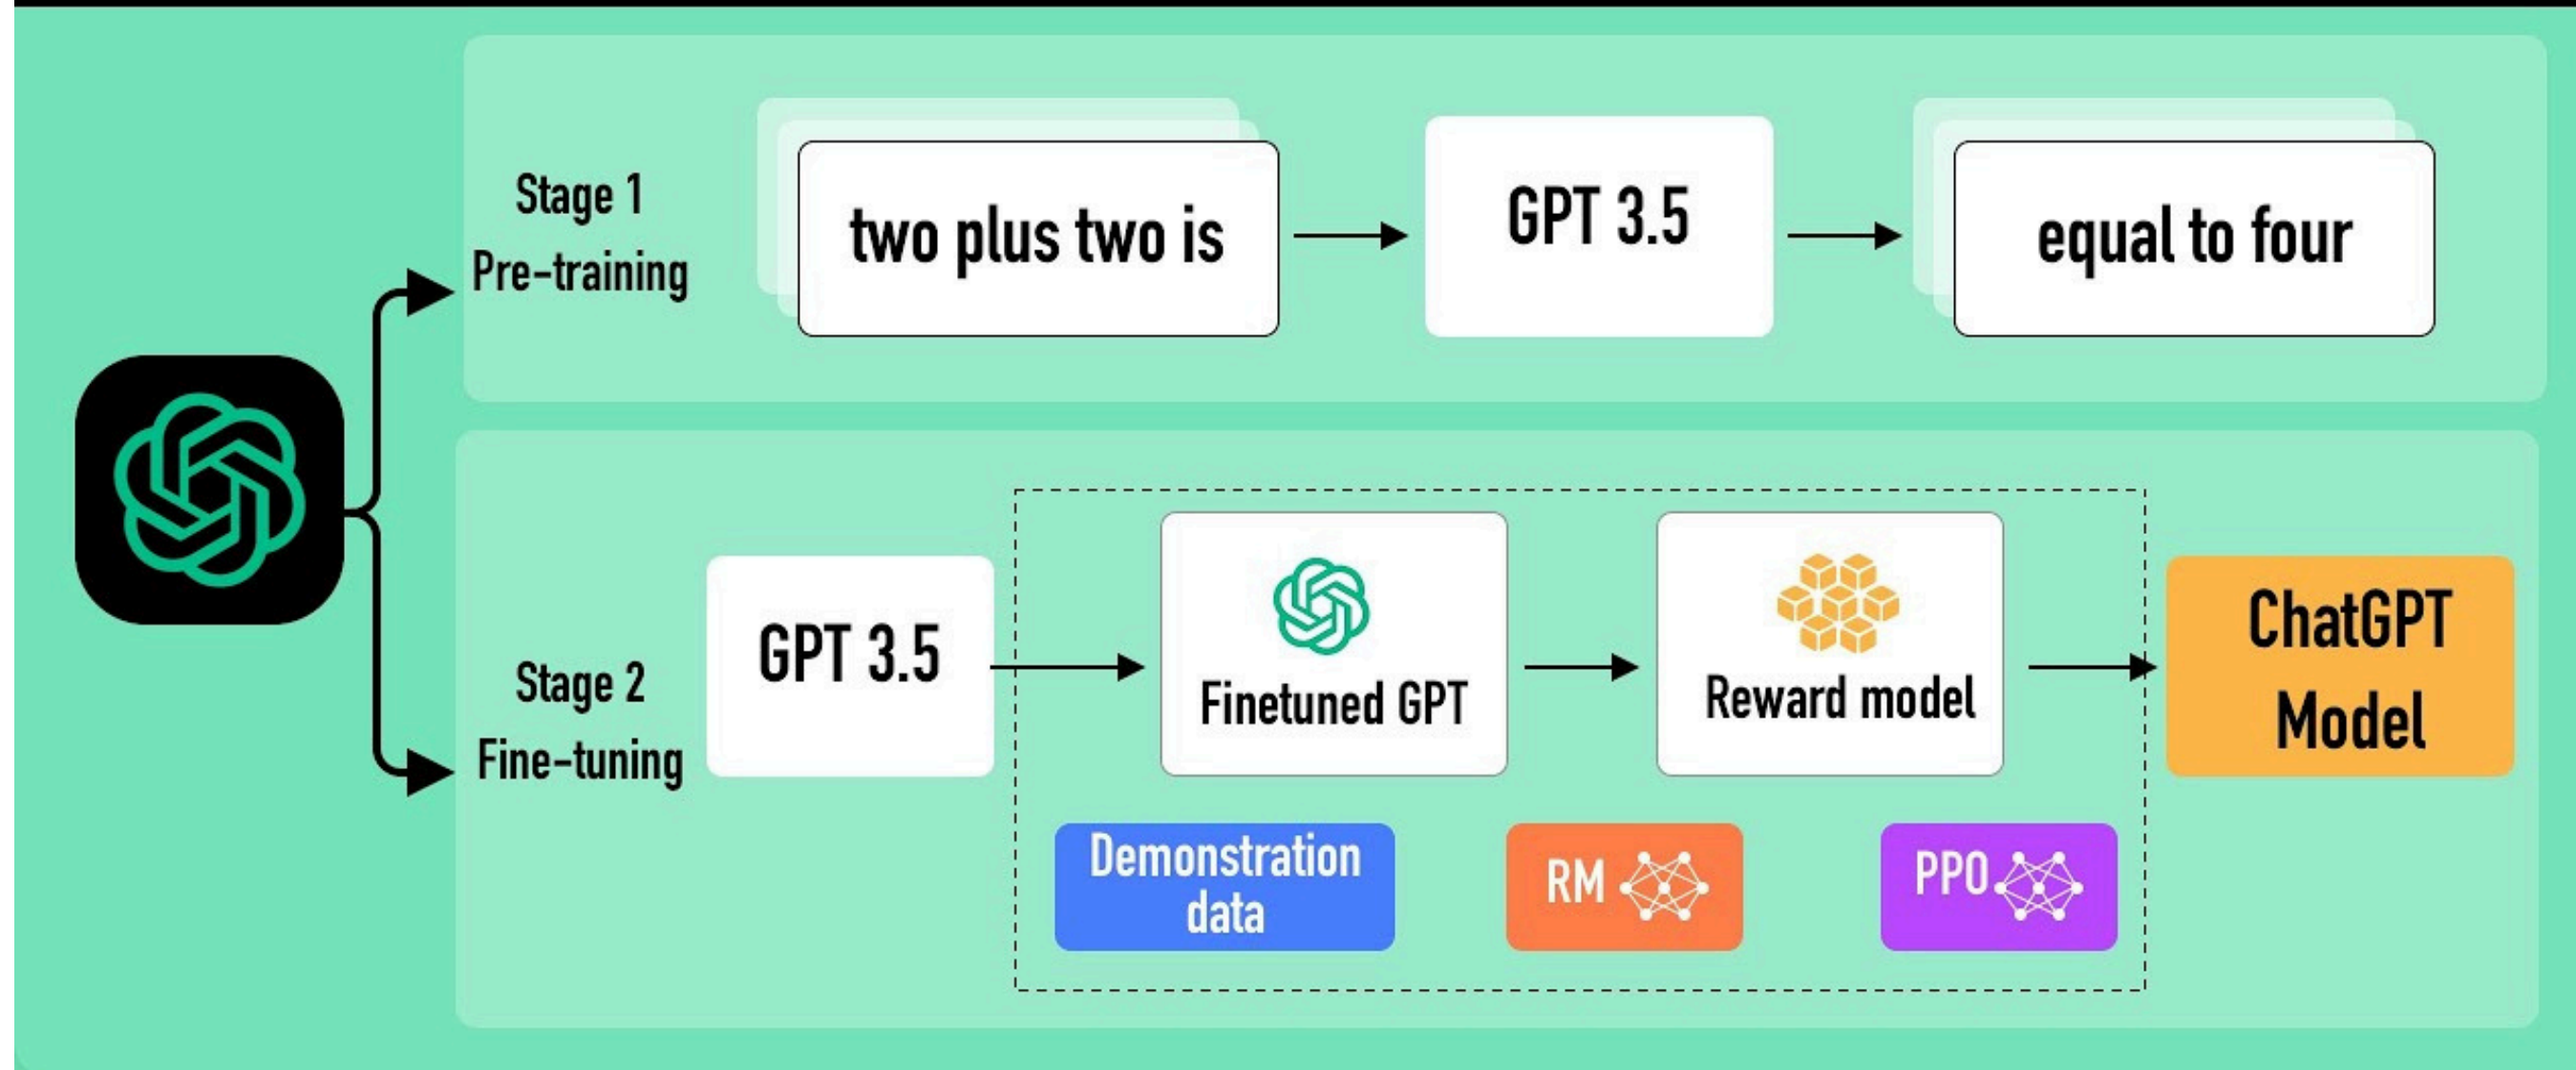 Stage 1
Pre-training
two plus two is
GPT 3.5
equal to four
Stage 2
Fine-tuning
GPT 3.5
Finetuned GPT
Reward model
ChatGPT
Model
Demonstration
data
RM
PPO